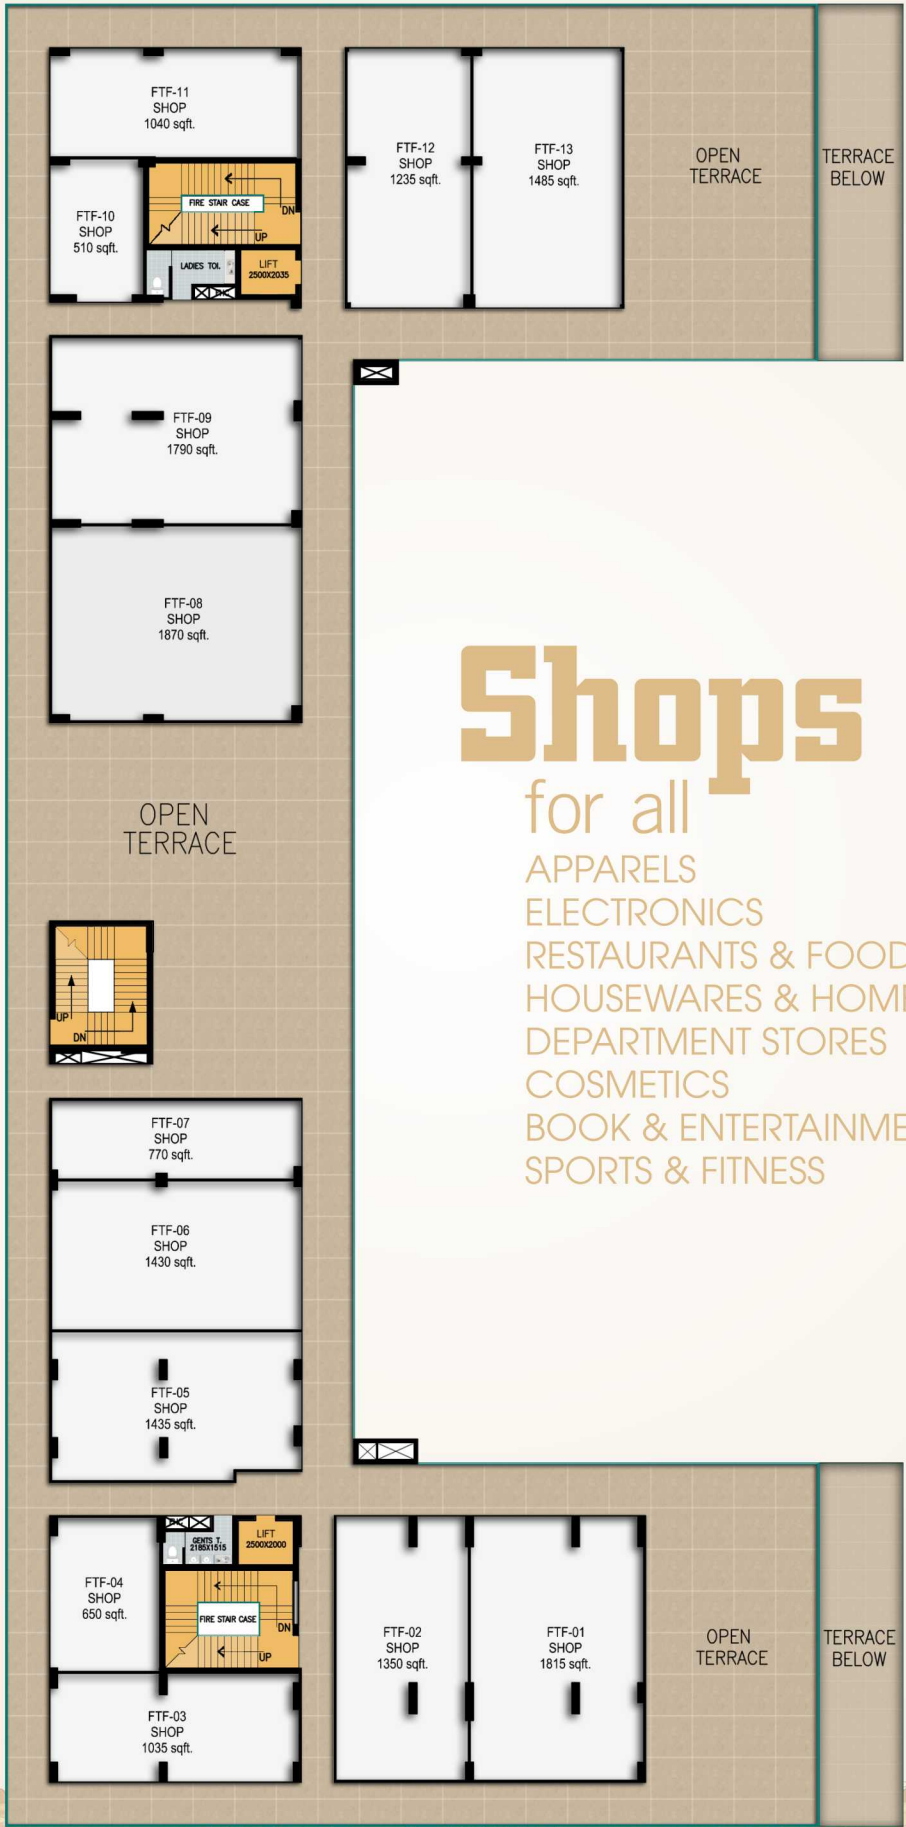 FTF-11
SHOP
1040 sqft.
FTF-12
SHOP
1235 sqft.
FTF-13
SHOP
1485 sqft.
OPEN
TERRACE
TERRACE
BELOW
FTF-10
SHOP
510 sqft.
FIRE STAIR CASE
DN
UP
LADIES TOI.
LIFT
2500X2035
FTF-09
SHOP
1790 sqft.
FTF-08
SHOP
1870 sqft.
Shops
for all
APPARELS
ELECTRONICS
RESTAURANTS & FOOD
HOUSEWARES & HOM
DEPARTMENT STORES
COSMETICS
BOOK & ENTERTAINME
SPORTS & FITNESS
OPEN
TERRACE
UP
DN
FTF-07
SHOP
770 sqft.
FTF-06
SHOP
1430 sqft.
FTF-05
SHOP
1435 sqft.
GENTS T.
2185X1515
LIFT
2500X2000
FTF-04
SHOP
650 sqft.
FIRE STAIR CASE
DN
UP
FTF-03
SHOP
1035 sqft.
FTF-02
SHOP
1350 sqft.
FTF-01
SHOP
1815 sqft.
OPEN
TERRACE
TERRACE
BELOW